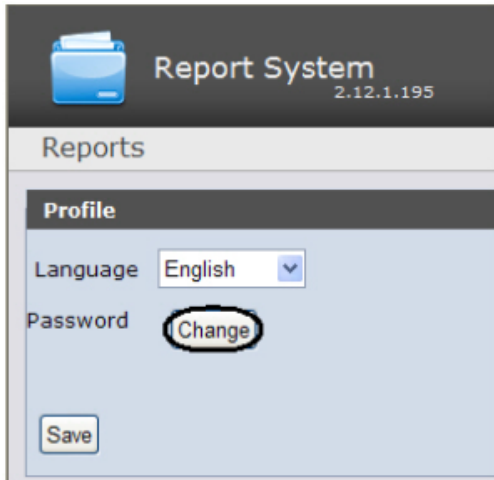 Report System
2.12.1.195
Reports
Profile
Language English
Password Change
Save